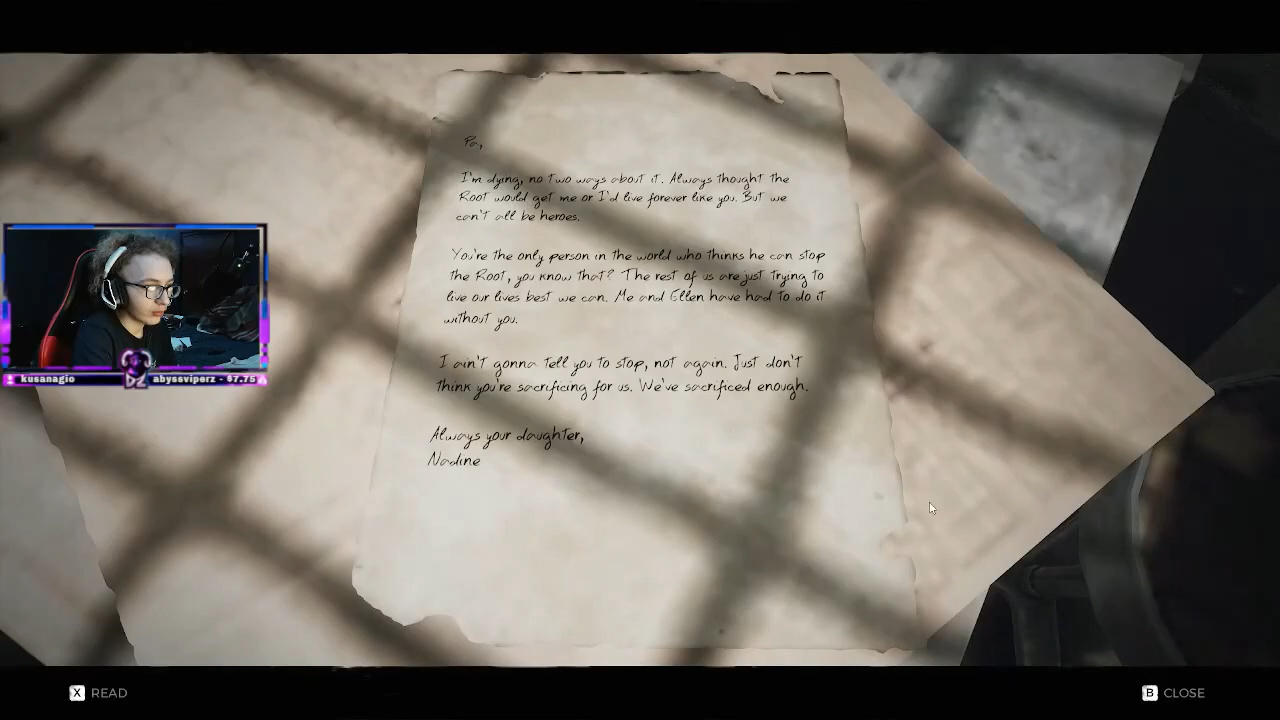 Pa,
I'm dying, no two ways about it. Always thought the
Root would get me or I'd live forever like you. But we
can't all be heroes.
You're the only person in the world who thinks he can stop
the Root, you know that? The rest of us are just trying to
live our lives best we can. Me and Ellen have had to do it
without you.
I ain't gonna tell you to stop, not again. Just don't
think you're sacrificing for us. We've sacrificed enough.
Always your daughter,
Nadine
kusanagio
abyssviperz - $7.75
X READ
B CLOSE